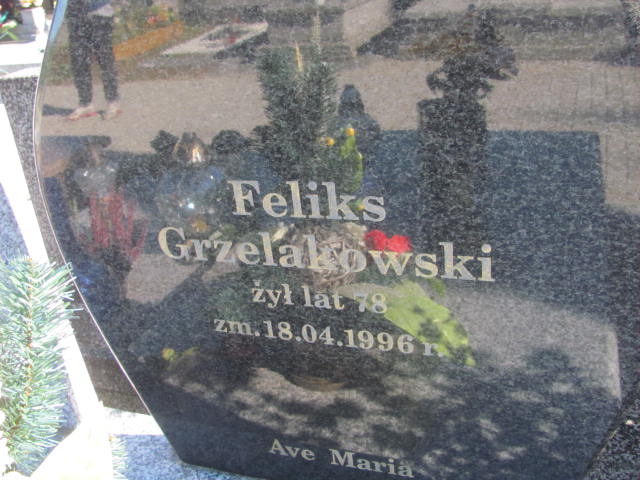 Feliks
Grzelakowski
żył lat 78
zm.18.04.1996 r.
Ave Maria